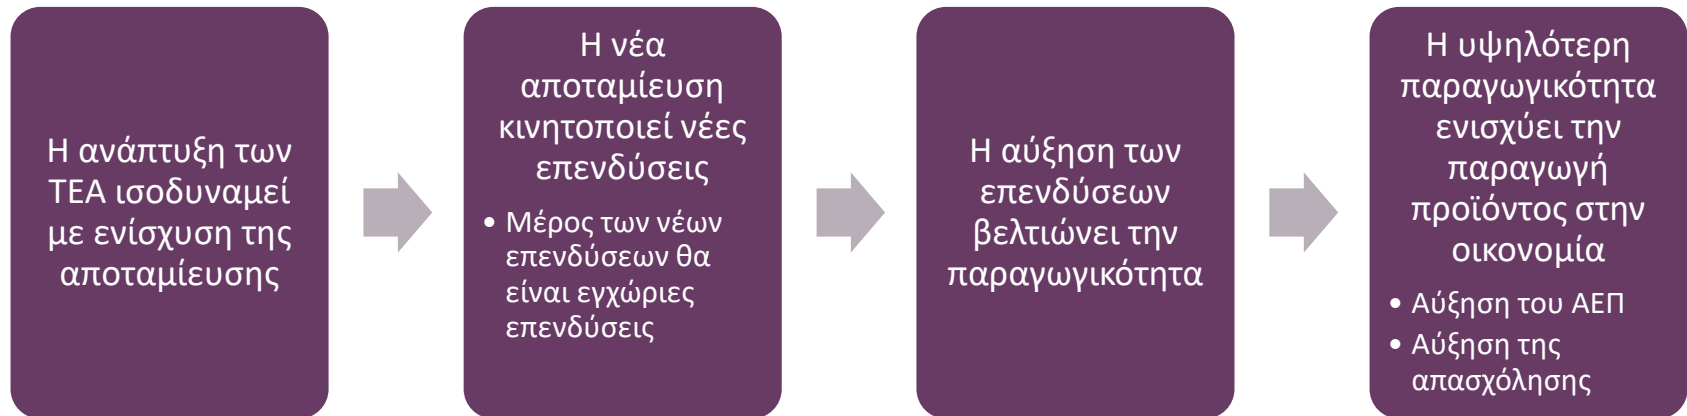 Η ανάπτυξη των
ΤΕΑ ισοδυναμεί
με ενίσχυση της
αποταμίευσης
Η νέα
αποταμίευση
κινητοποιεί νέες
επενδύσεις
• Μέρος των νέων
επενδύσεων θα
είναι εγχώριες
επενδύσεις
Η αύξηση των
επενδύσεων
βελτιώνει την
παραγωγικότητα
Η υψηλότερη
παραγωγικότητα
ενισχύει την
παραγωγή
προϊόντος στην
οικονομία
• Αύξηση του ΑΕΠ
• Αύξηση της
απασχόλησης